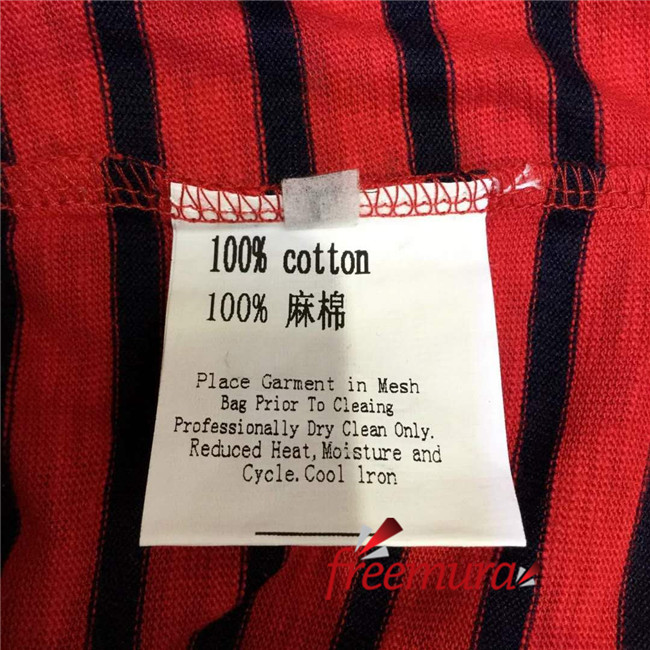 100% cotton
100% 麻棉
Place Garment in Mesh
Bag Prior To Cleaing
Professionally Dry Clean Only.
Reduced Heat, Moisture and
Cycle. Cool lron
freemura